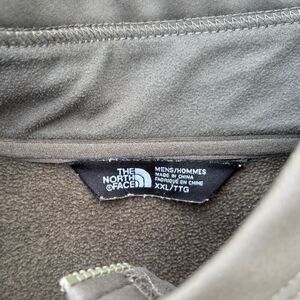 THE
NORTH
FACE
MENS/HOMMES
MADE IN CHINA
FABRIQUÉ EN CHINE
XXL/TTG